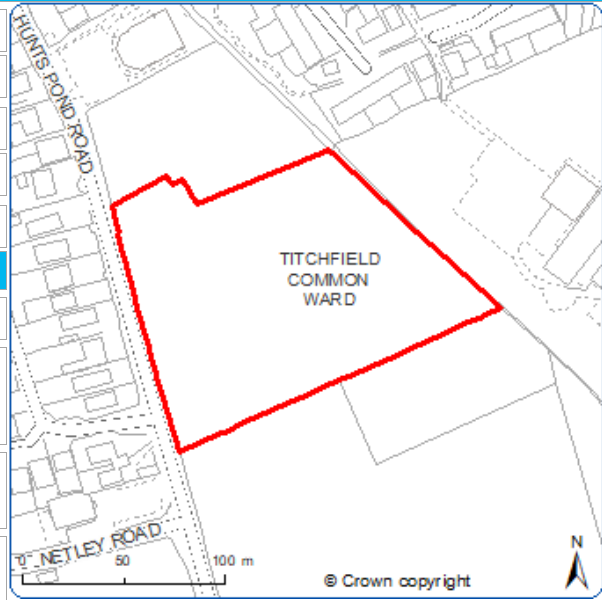 HUNTS POND ROAD
TITCHFIELD
COMMON
WARD
NETLEY ROAD
0 50 100 m
N
© Crown copyright